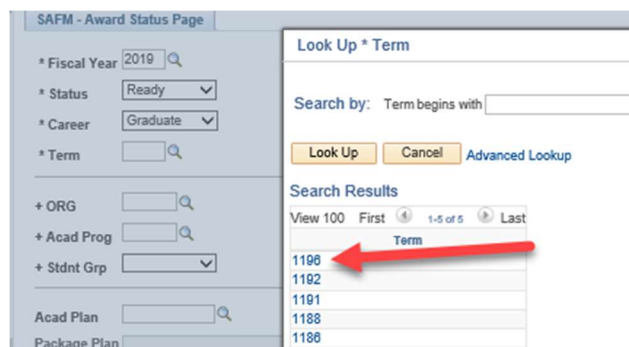 SAFM - Award Status Page
* Fiscal Year 2019
* Status Ready
* Career Graduate
* Term
+ ORG
+ Acad Prog
+ Stdnt Grp
Acad Plan
Package Plan
Look Up * Term
Search by: Term begins with
Look Up Cancel Advanced Lookup
Search Results
View 100 First 1-5 of 5 Last
Term
1196
1192
1191
1188
1186